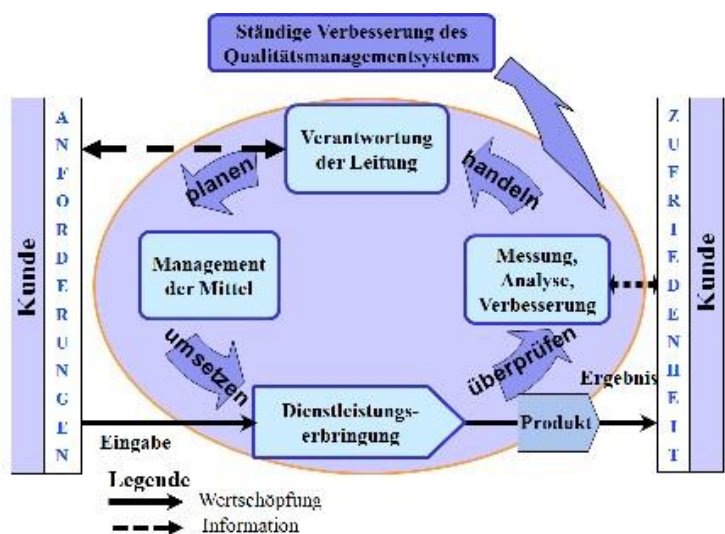 Ständige Verbesserung des
Qualitätsmanagementsystems
Kunde
ANFORDERUNGEN
Verantwortung
der Leitung
planen
handeln
Management
der Mittel
Messung,
Analyse,
Verbesserung
umsetzen
überprüfen
Dienstleistungs-
erbringung
Produkt
Ergebnis
Eingabe
ZUFRIEDENHEIT
Kunde
Legende
Wertschöpfung
Information